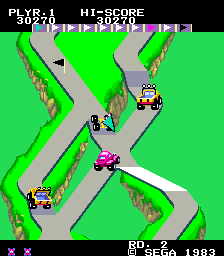 PLYR.1 HI-SCORE
30270 30270
RD. 2
© SEGA 1983